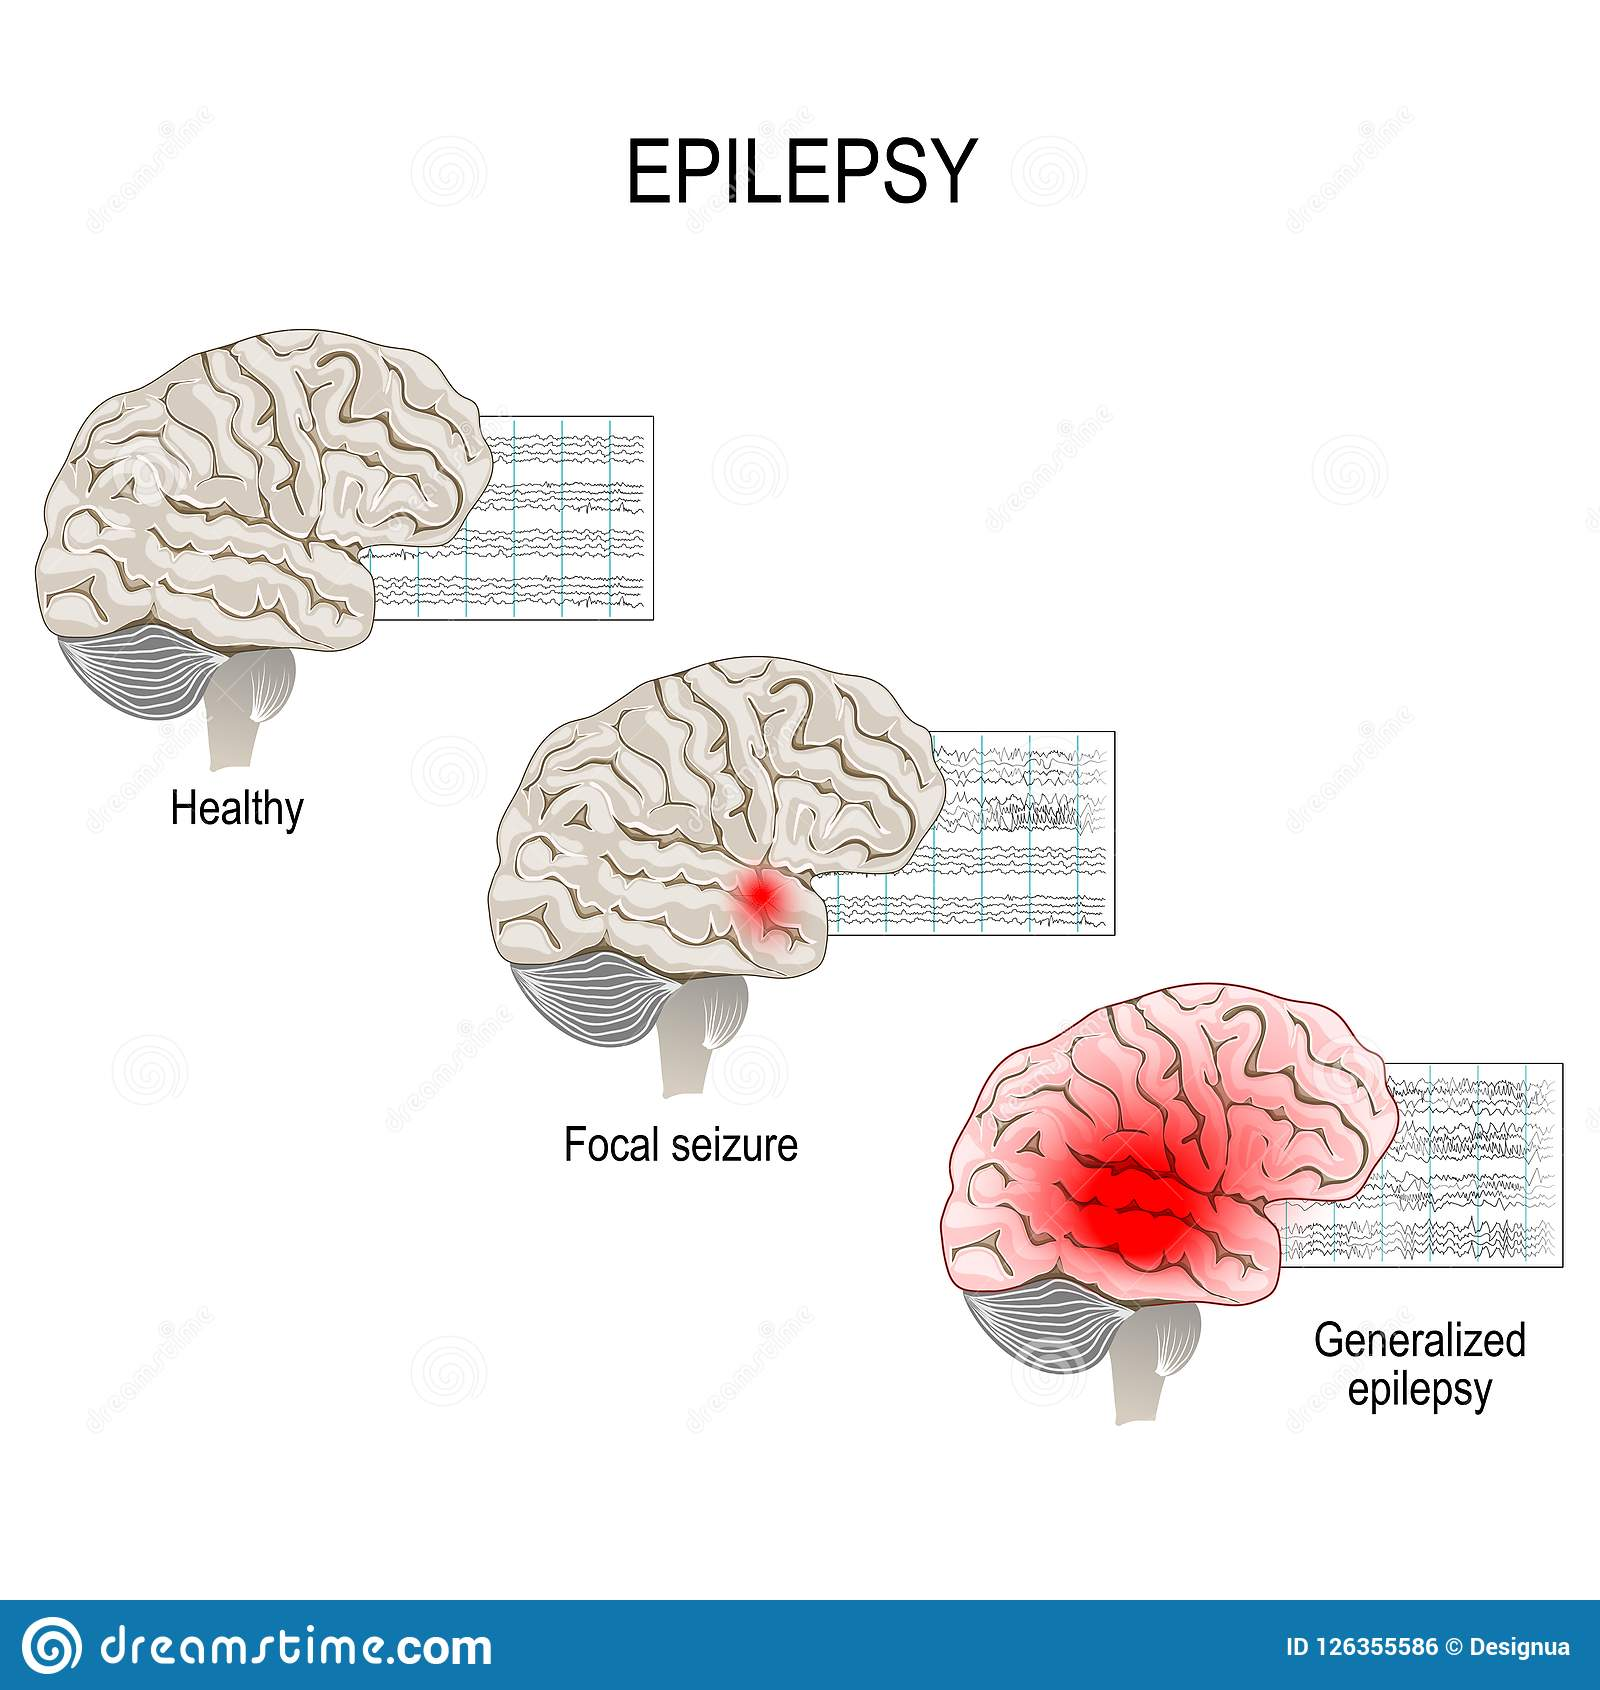 EPILEPSY
Healthy
Focal seizure
Generalized
epilepsy
dreamstime.com
ID 126355586 © Designua